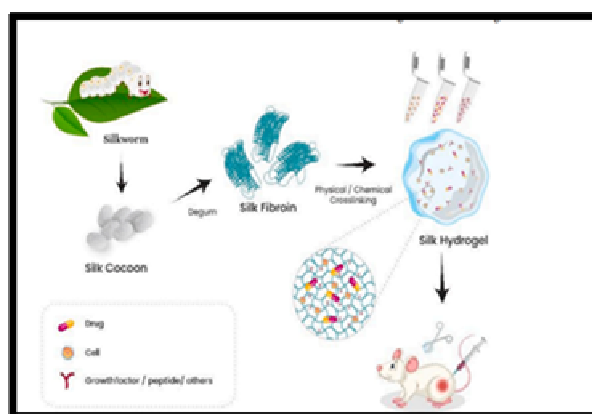 Silkworm
Silk Cocoon
Degum
Silk Fibroin
Physical / Chemical
Crosslinking
Silk Hydrogel
Drug
Cell
Growthfactor / peptide/ others